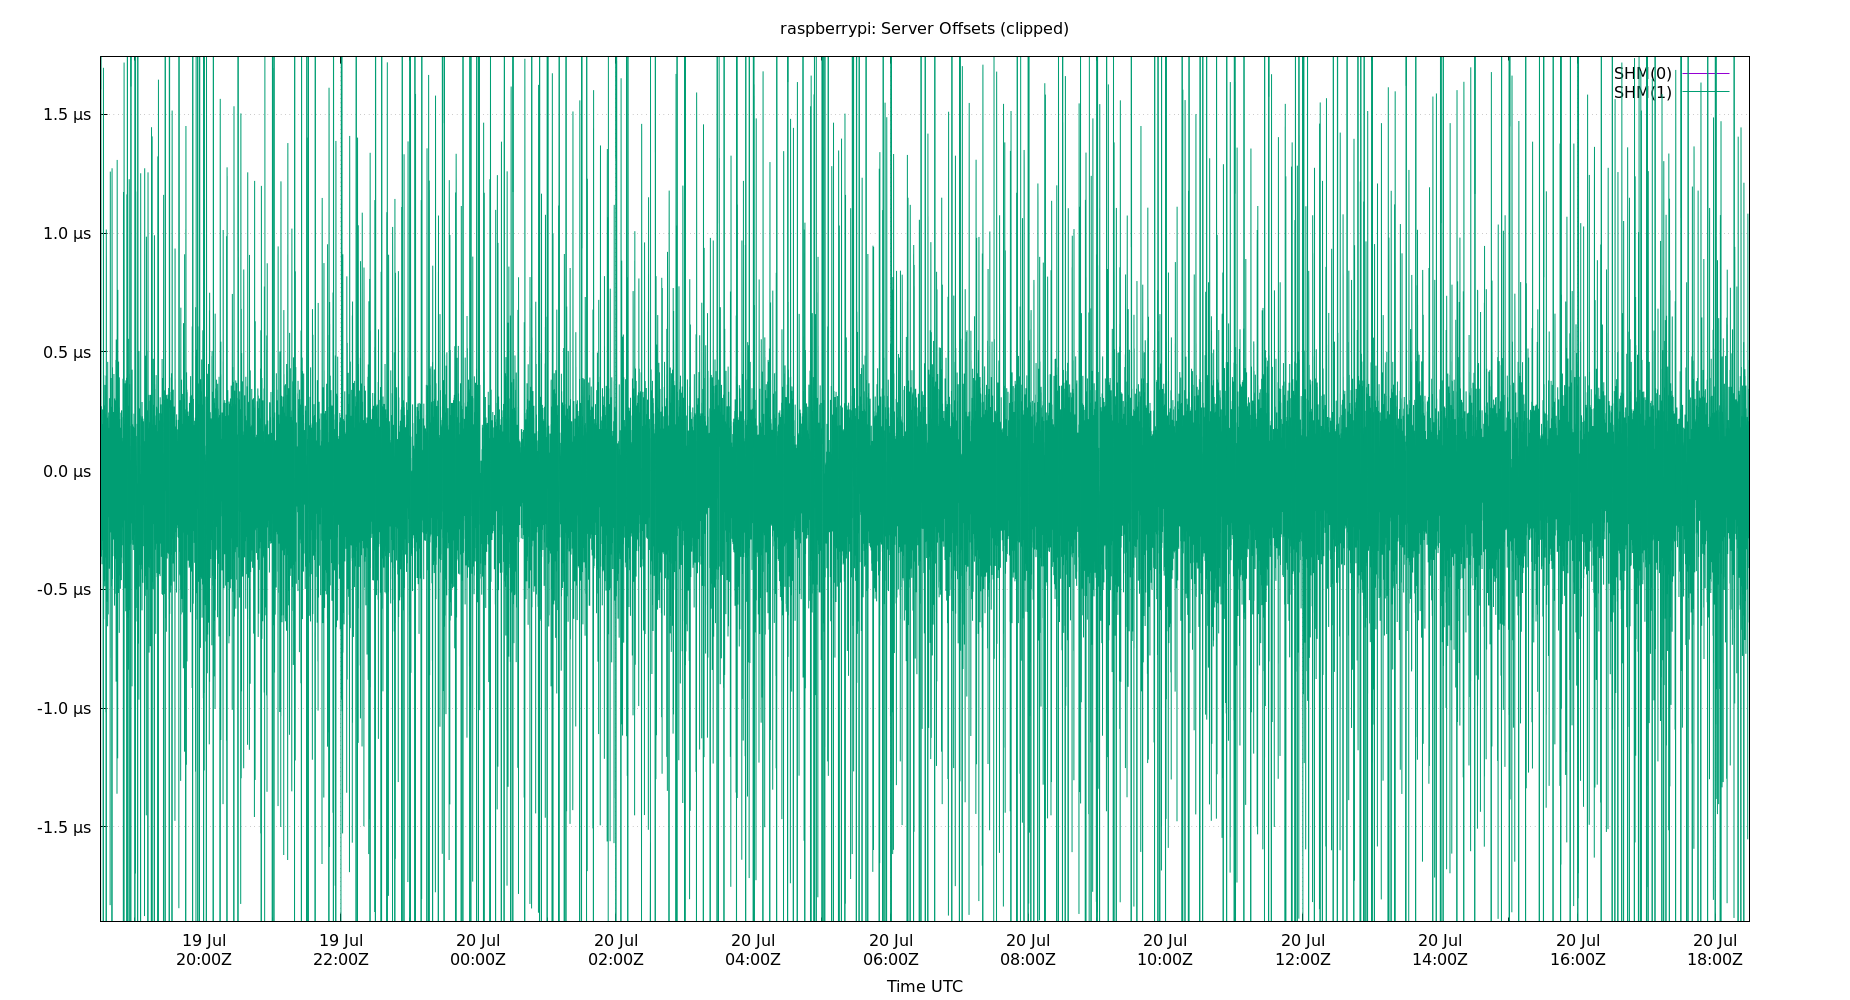 raspberrypi: Server Offsets (clipped)
SHM(0)
SHM(1)
1.5 µs
1.0 µs
0.5 µs
0.0 µs
-0.5 µs
-1.0 µs
-1.5 µs
19 Jul 19 Jul 20 Jul 20 Jul 20 Jul 20 Jul 20 Jul 20 Jul 20 Jul 20 Jul 20 Jul 20 Jul
20:00Z 22:00Z 00:00Z 02:00Z 04:00Z 06:00Z 08:00Z 10:00Z 12:00Z 14:00Z 16:00Z 18:00Z
Time UTC